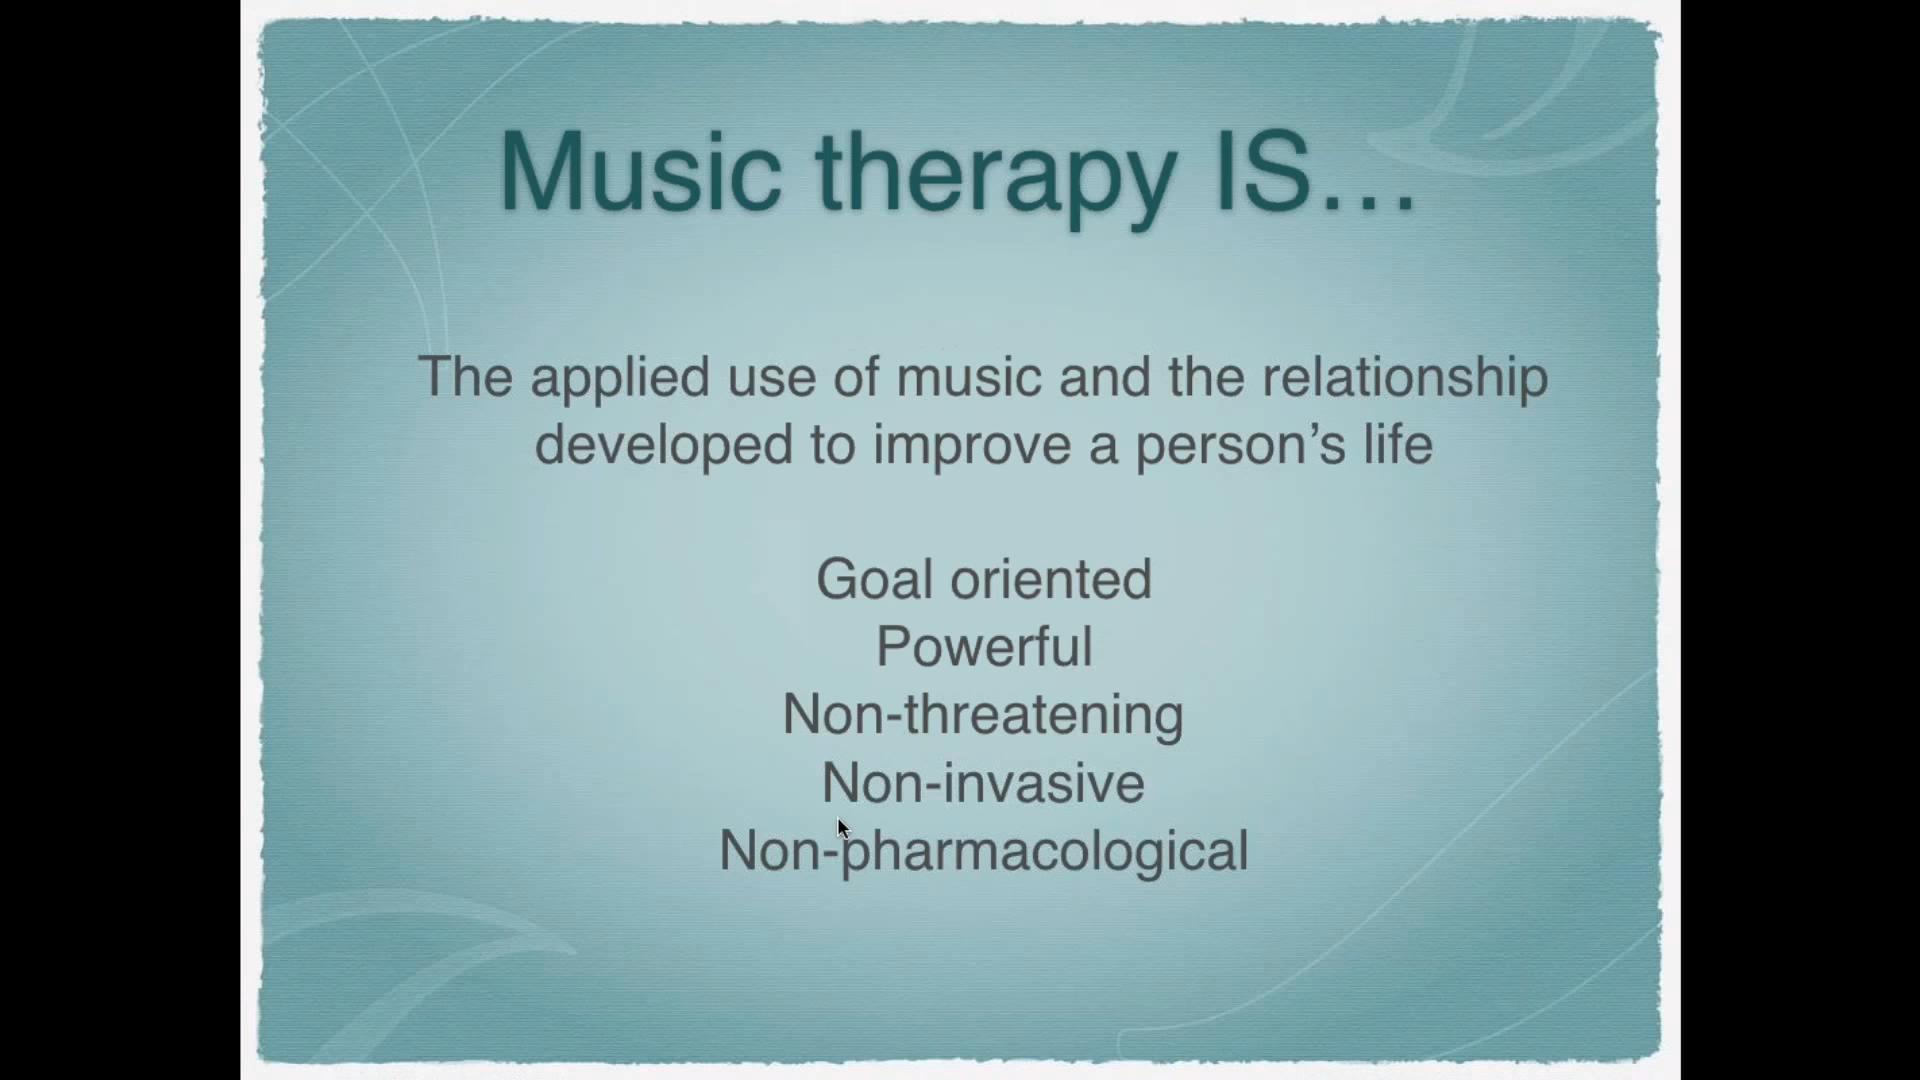 Music therapy IS...
The applied use of music and the relationship
developed to improve a person’s life
Goal oriented
Powerful
Non-threatening
Non-invasive
Non-pharmacological